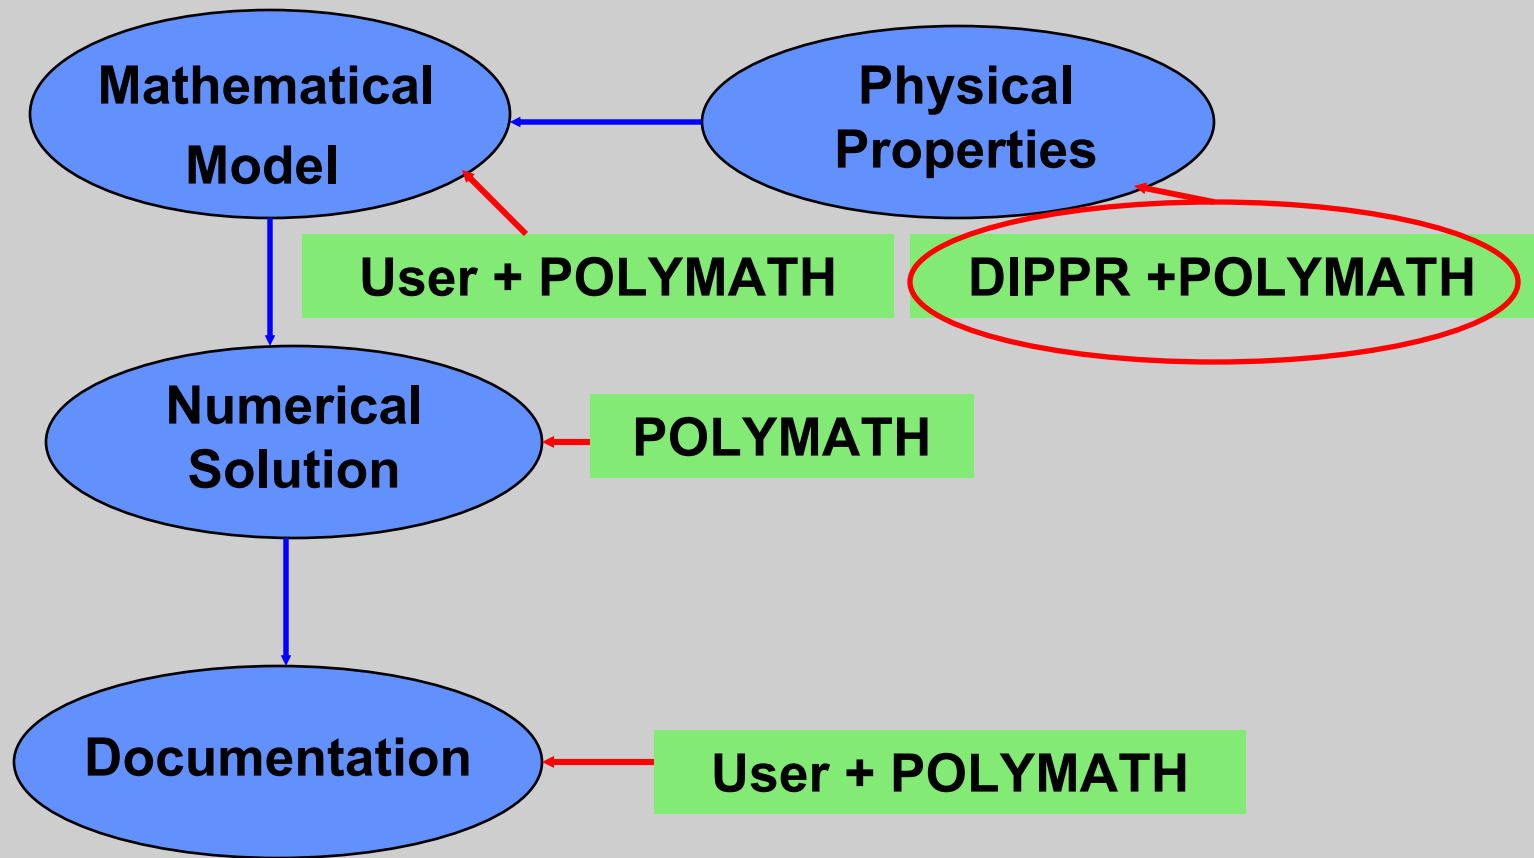 Mathematical
Model
Physical
Properties
User + POLYMATH
DIPPR +POLYMATH
Numerical
Solution
POLYMATH
Documentation
User + POLYMATH